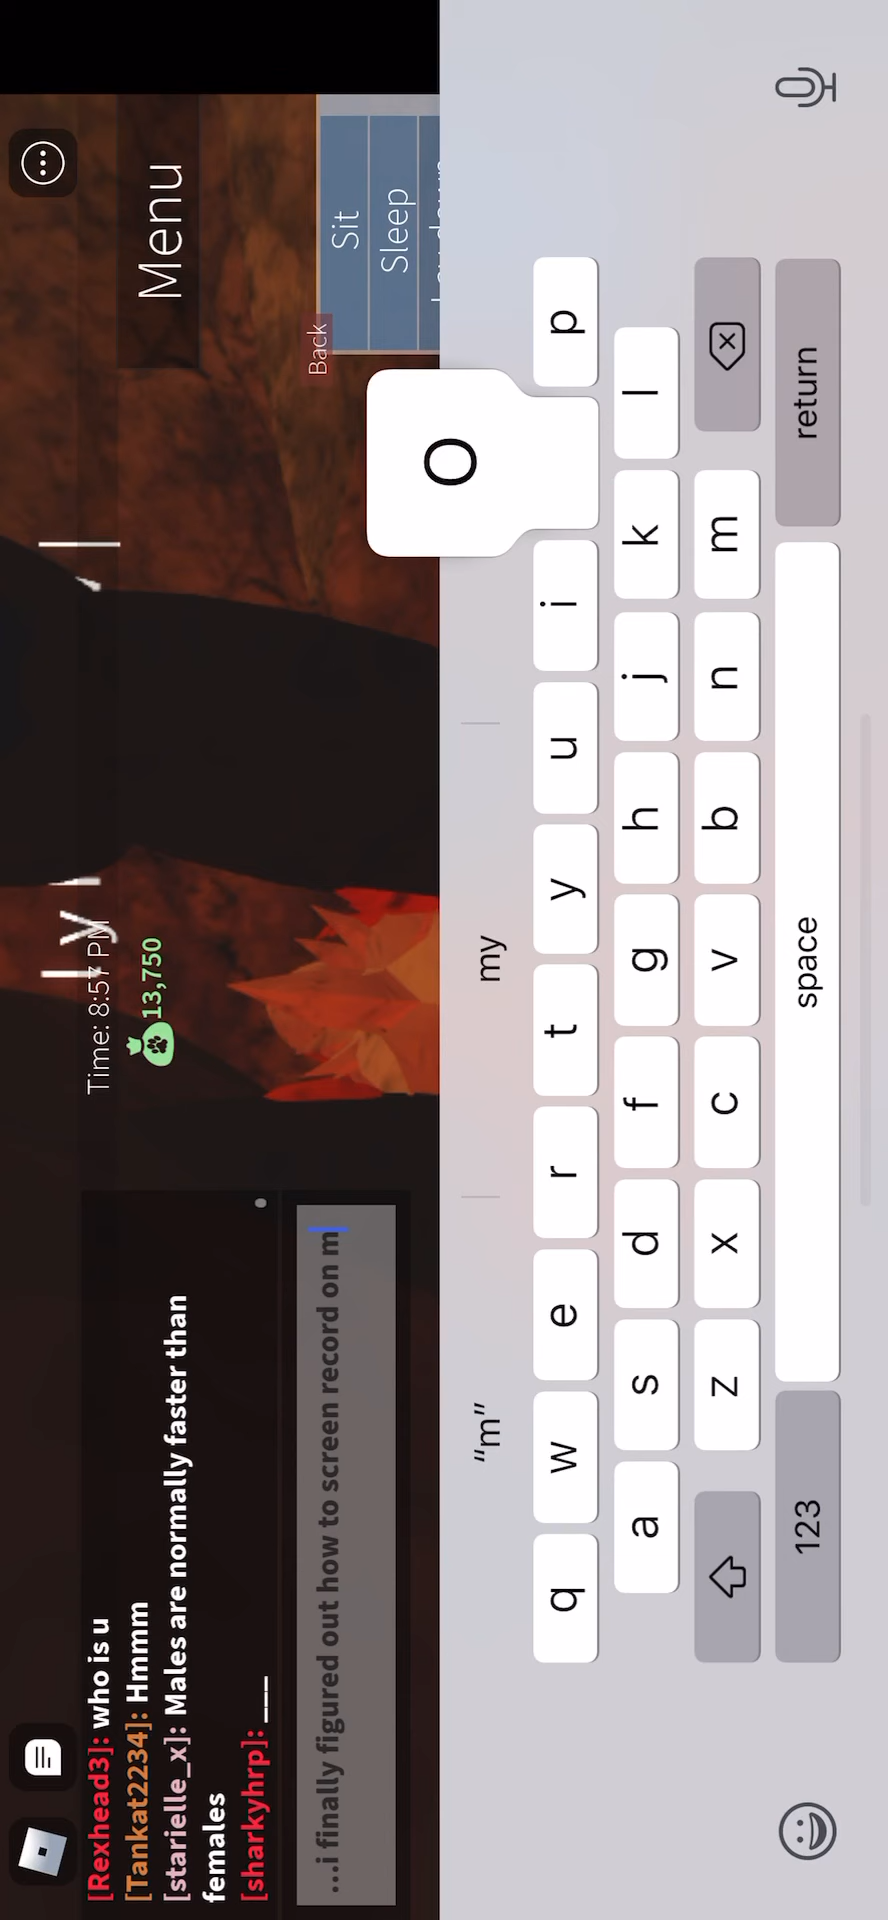 [Rexhead3]: who is u
[Tankat2234]: Hmmm
[starielle_x]: Males are normally faster than
females
[sharkyhrp]: ___
...i finally figured out how to screen record on m
Time: 8:57 PM
13,750
Menu
Back
Sit
Sleep
"m"
my
q w e r t y u i O p
a s d f g h j k l
z x c v b n m
123 space return